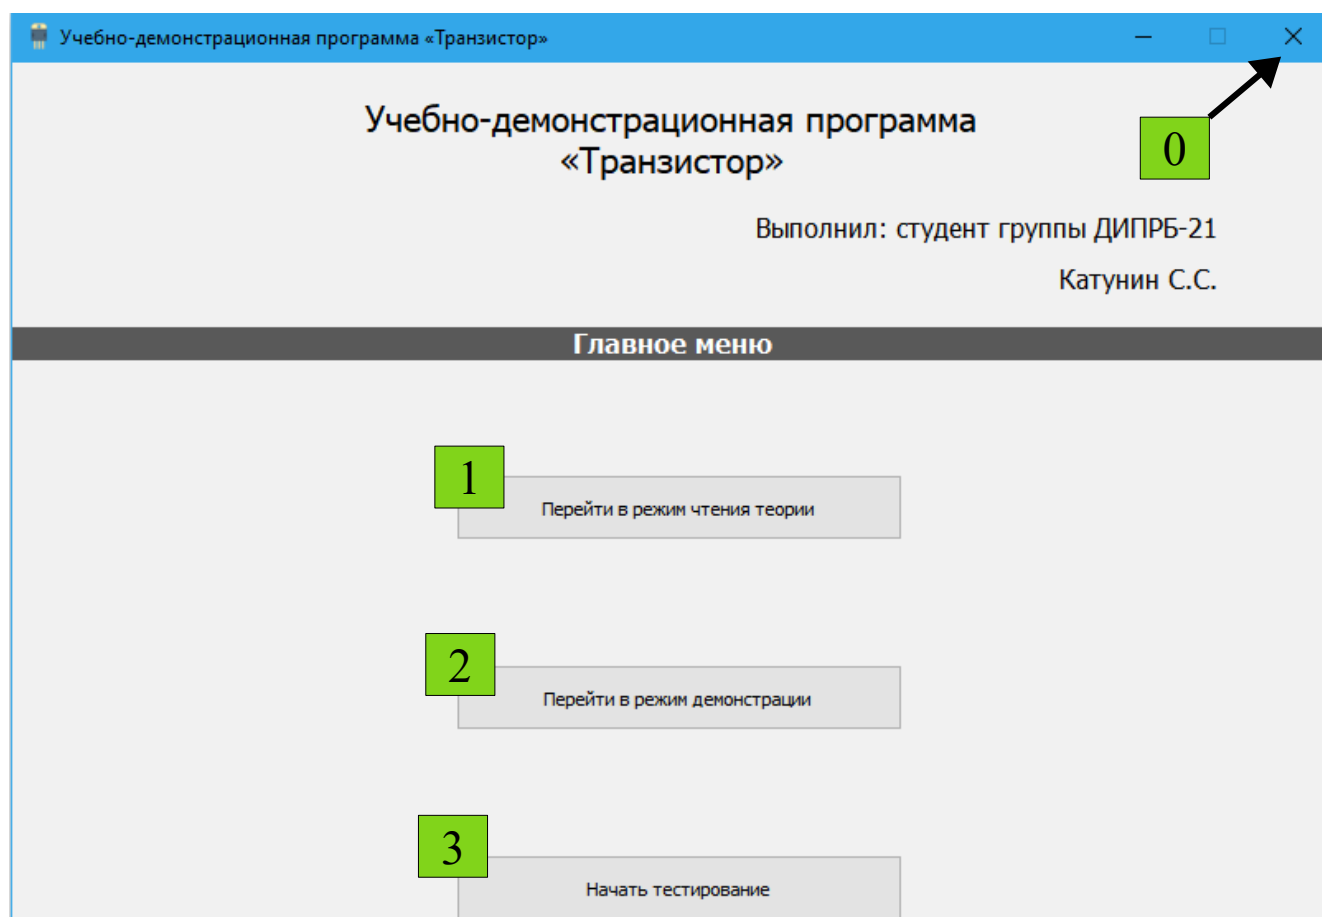 Учебно-демонстрационная программа «Транзистор»
Учебно-демонстрационная программа
«Транзистор»
0
Выполнил: студент группы ДИПРБ-21
Катунин С.С.
Главное меню
1
Перейти в режим чтения теории
2
Перейти в режим демонстрации
3
Начать тестирование